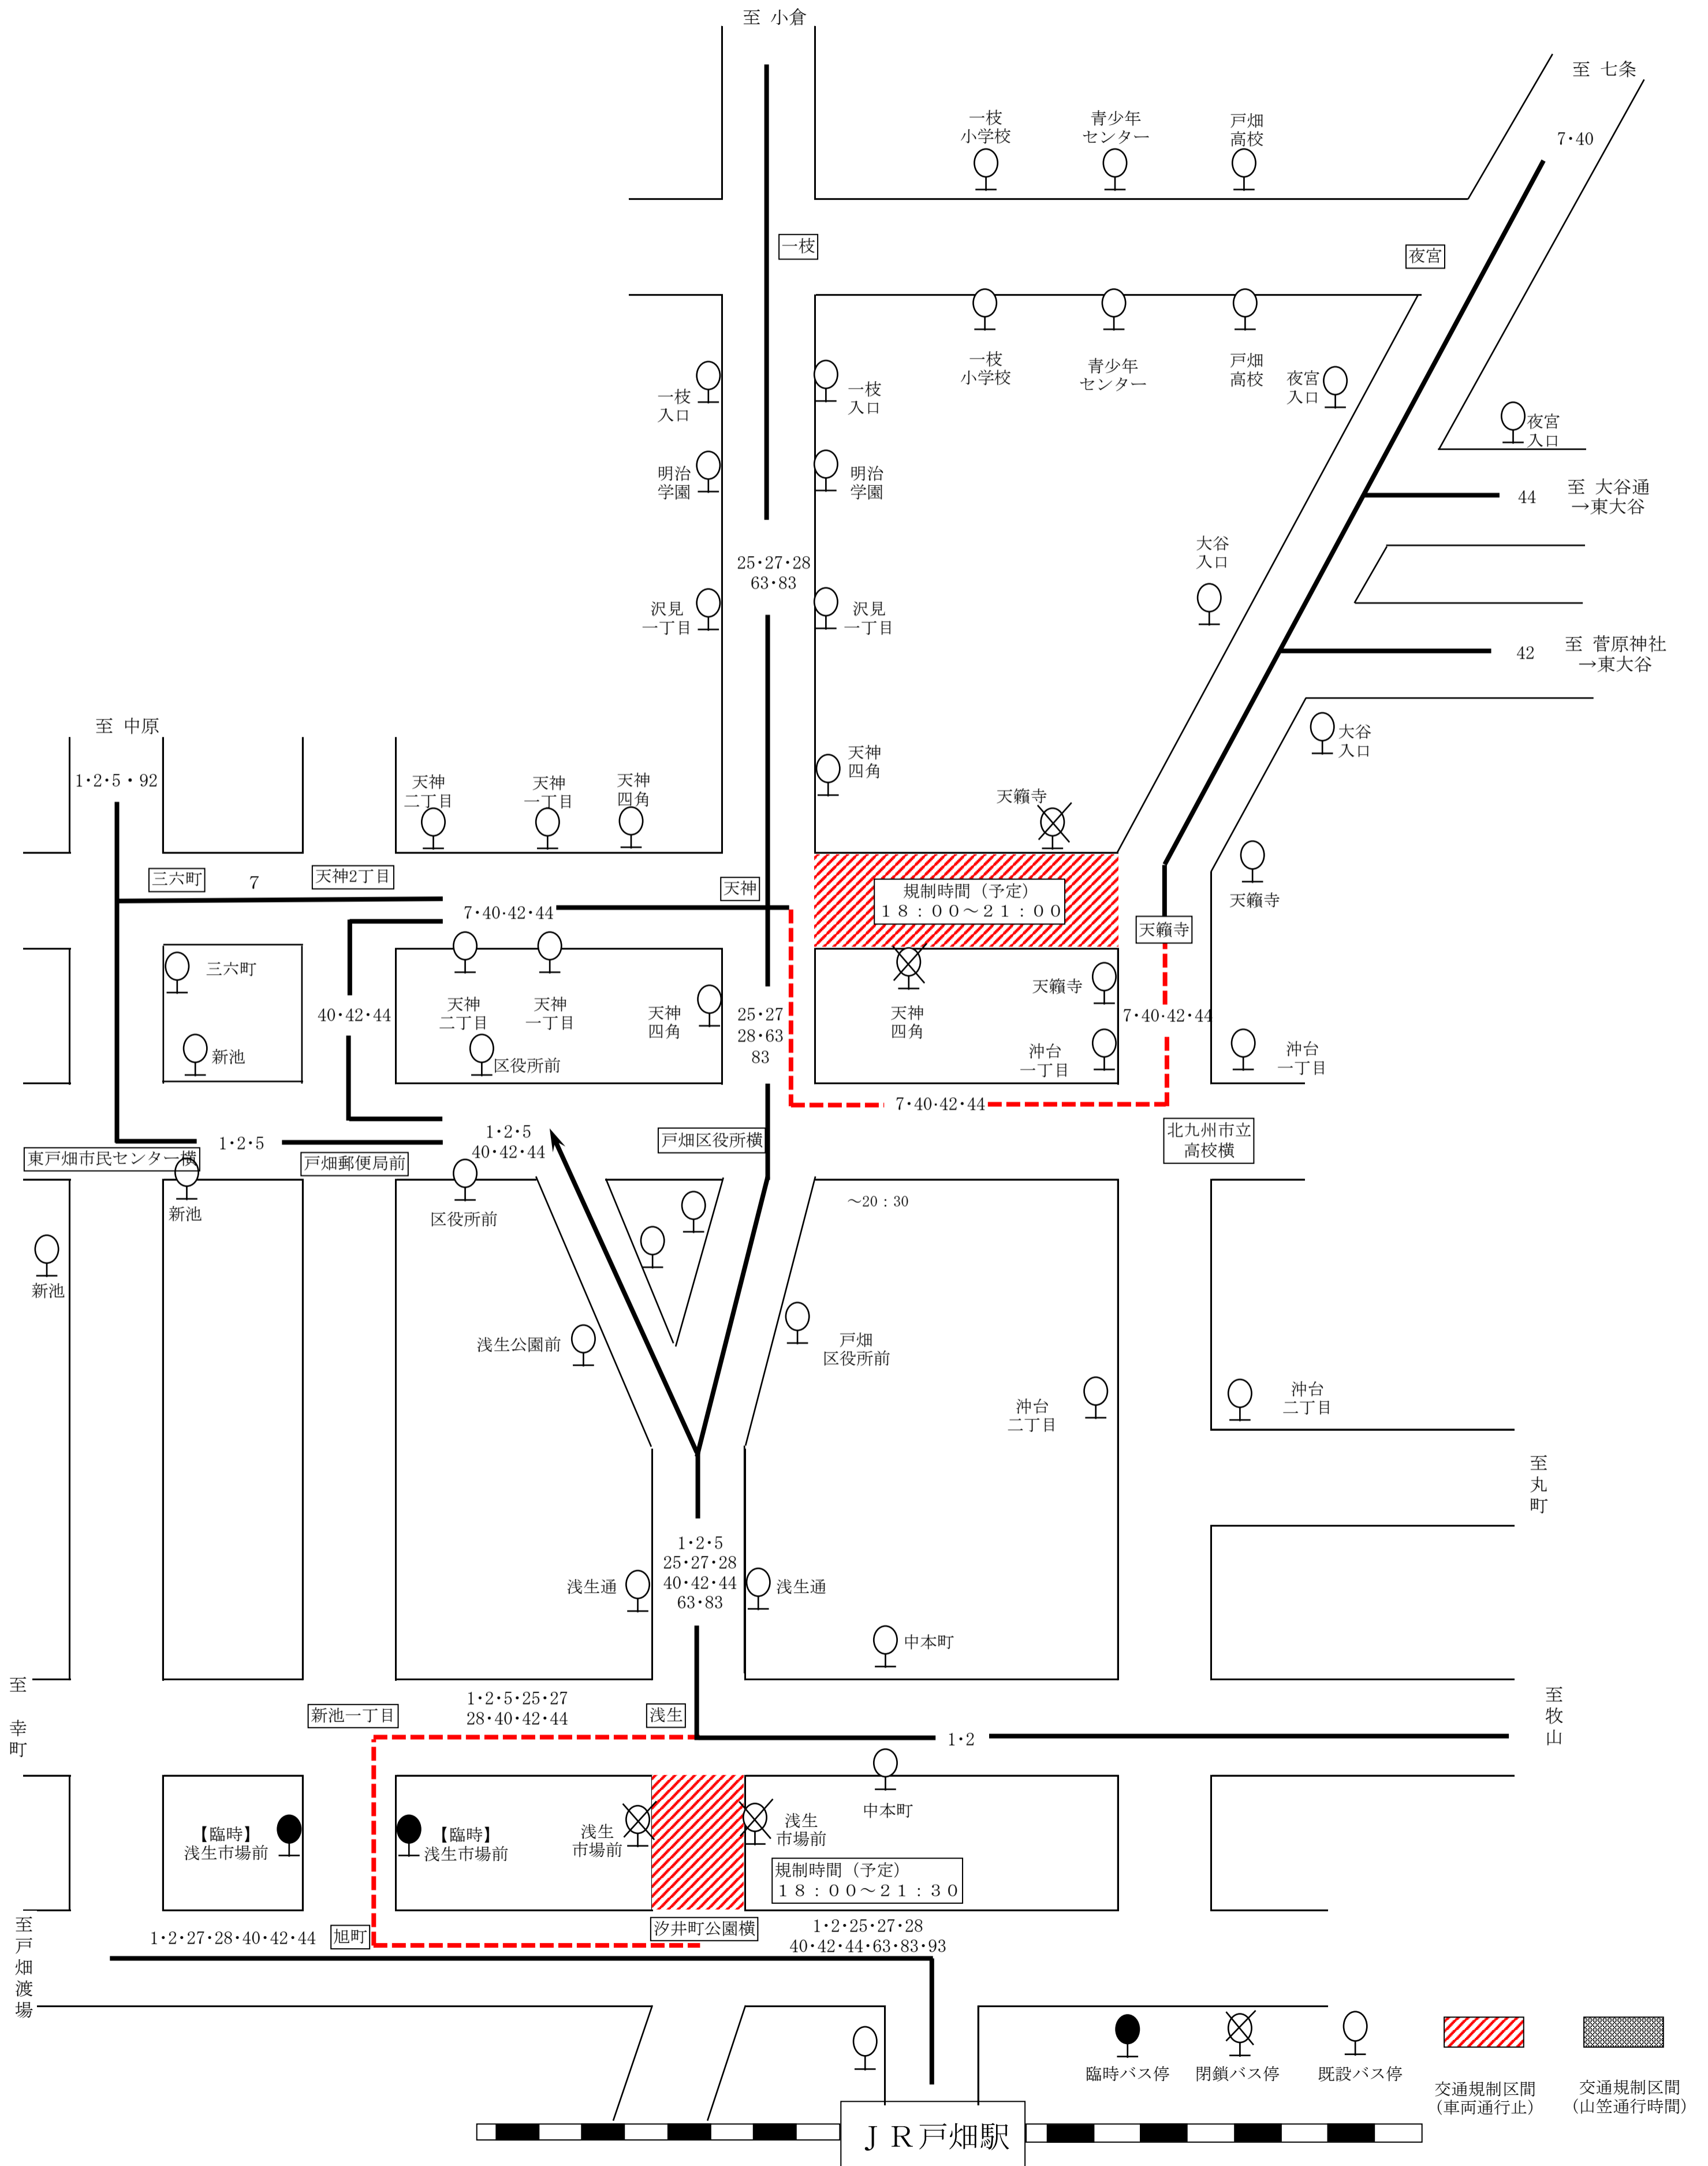 至 小倉
至 七条
7・40
一枝
小学校
青少年
センター
戸畑
高校
一枝
夜宮
一枝
小学校
青少年
センター
戸畑
高校
夜宮
入口
夜宮
入口
一枝
入口
一枝
入口
明治
学園
明治
学園
44
至 大谷通
→東大谷
25・27・28
63・83
大谷
入口
沢見
一丁目
沢見
一丁目
42
至 菅原神社
→東大谷
至 中原
1・2・5・92
大谷
入口
天神
二丁目
天神
一丁目
天神
四角
天神
四角
天籟寺
三六町
7
天神2丁目
天神
規制時間（予定）
１８：００～２１：００
天籟寺
7・40・42・44
天籟寺
三六町
天神
二丁目
天神
一丁目
天神
四角
25・27
28・63
83
天神
四角
天籟寺
7・40・42・44
40・42・44
新池
区役所前
沖台
一丁目
沖台
一丁目
7・40・42・44
東戸畑市民センター横
1・2・5
戸畑郵便局前
1・2・5
40・42・44
戸畑区役所横
北九州市立
高校横
新池
区役所前
～20：30
新池
浅生公園前
戸畑
区役所前
沖台
二丁目
沖台
二丁目
至丸町
1・2・5
25・27・28
40・42・44
63・83
浅生通
浅生通
中本町
至 幸町
新池一丁目
1・2・5・25・27
28・40・42・44
浅生
1・2
至牧山
中本町
【臨時】
浅生市場前
【臨時】
浅生市場前
浅生
市場前
浅生
市場前
規制時間（予定）
１８：００～２１：３０
至戸畑渡場
1・2・27・28・40・42・44
旭町
汐井町公園横
1・2・25・27・28
40・42・44・63・83・93
臨時バス停
閉鎖バス停
既設バス停
交通規制区間
（車両通行止）
交通規制区間
（山笠通行時間）
ＪＲ戸畑駅